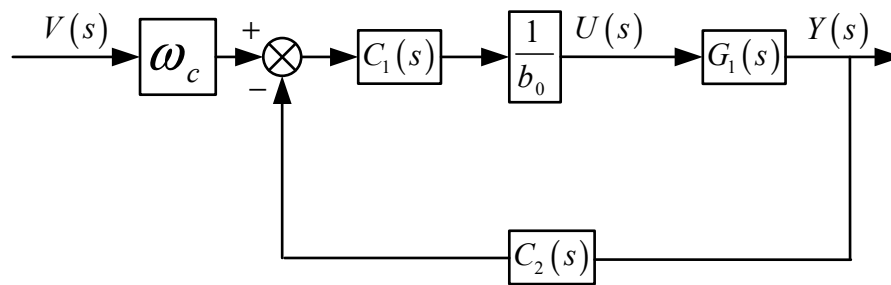 V(s)
ω_c
+
−
C_1(s)
1/b_0
U(s)
G_1(s)
Y(s)
C_2(s)